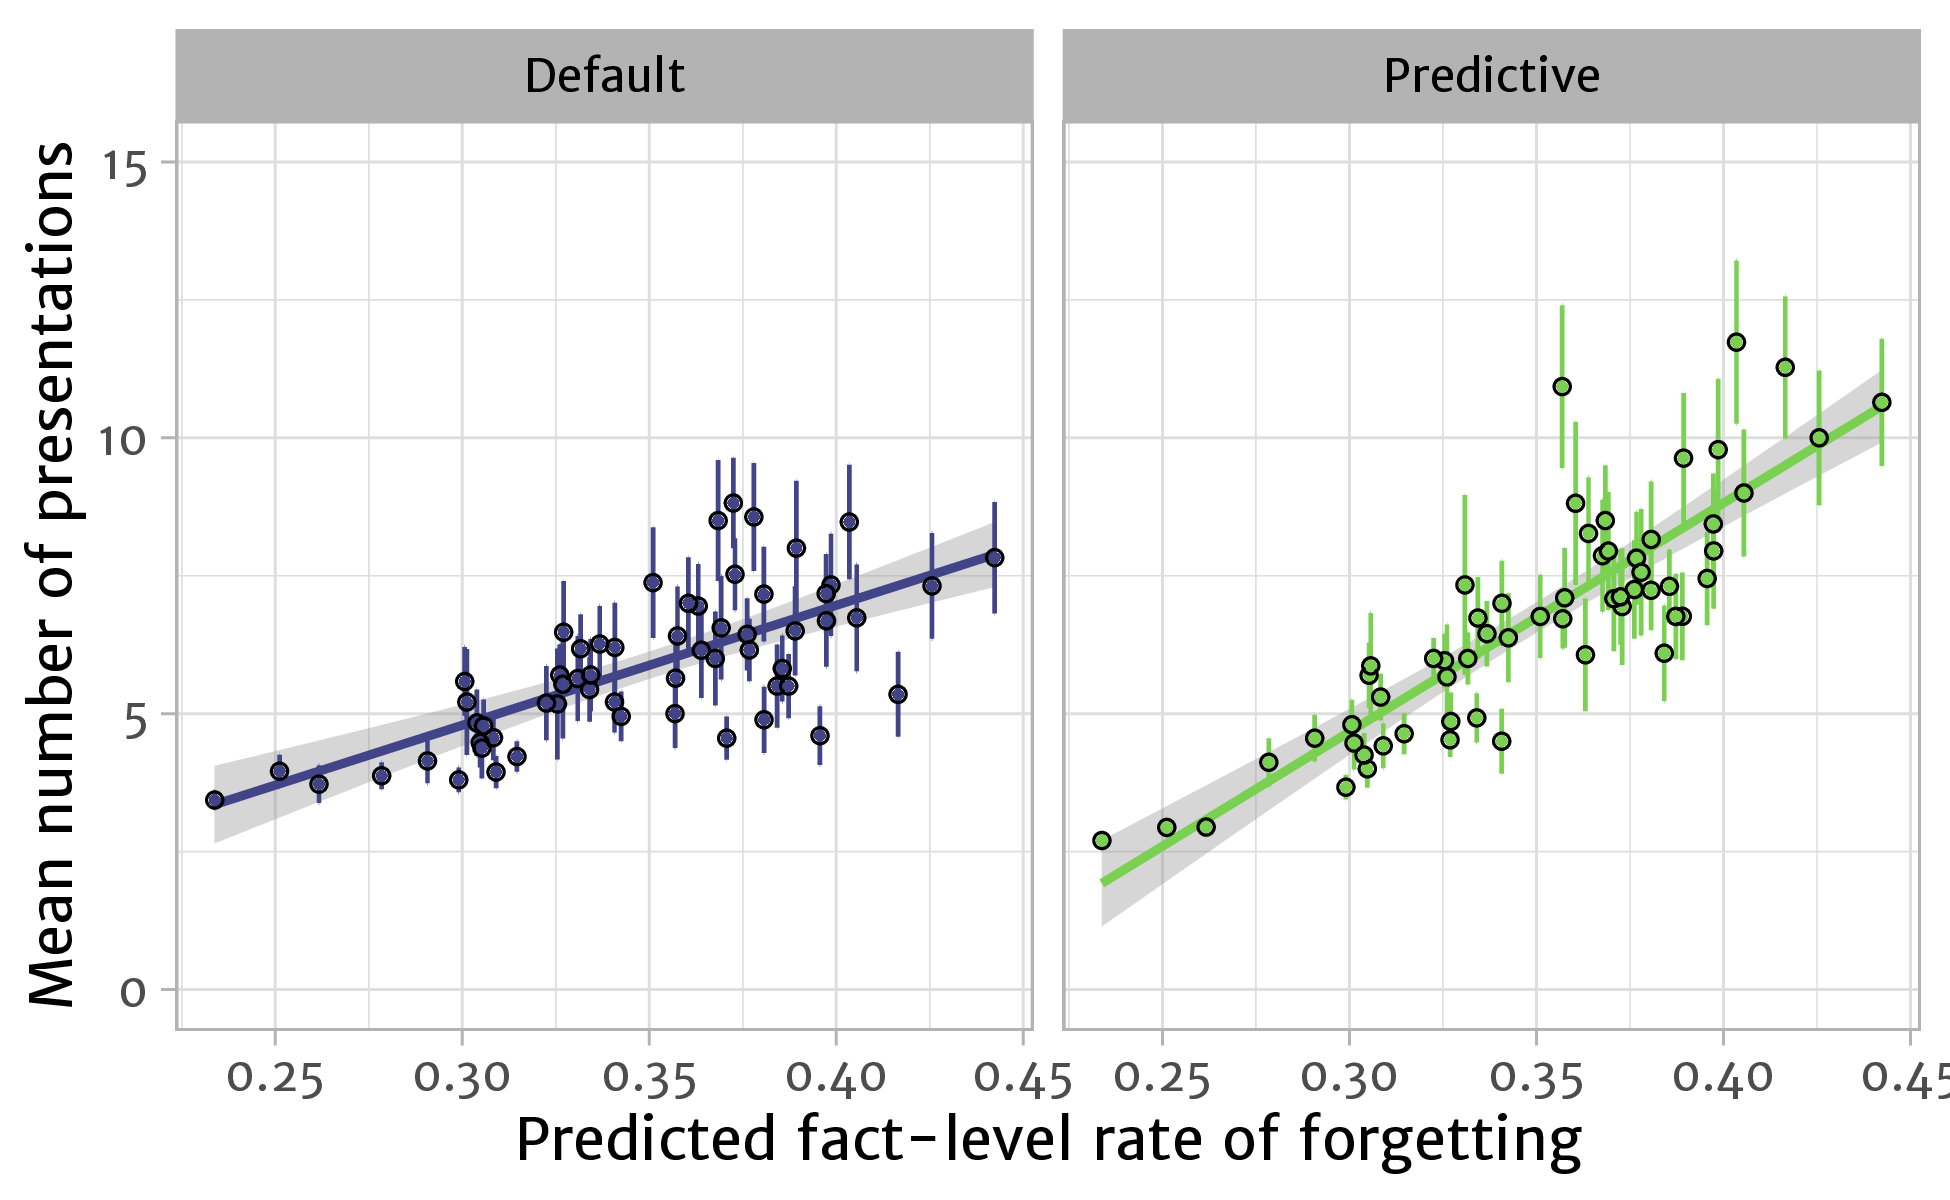 Default
Predictive
Mean number of presentations
15
10
5
0
0.25 0.30 0.35 0.40 0.45 0.25 0.30 0.35 0.40 0.45
Predicted fact-level rate of forgetting